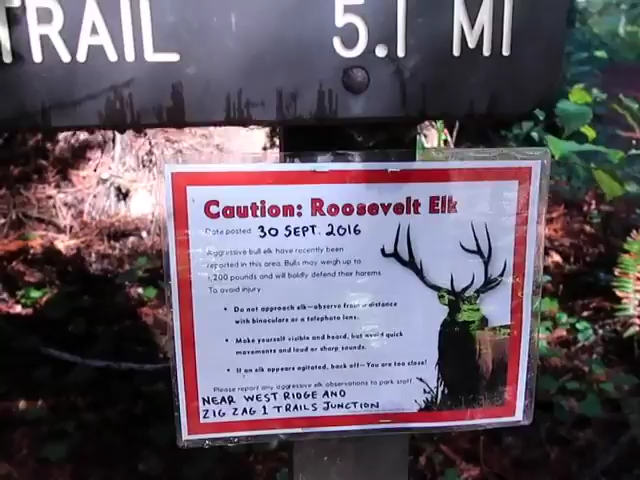 TRAIL 5.1 MI
Caution: Roosevelt Elk
Date posted 30 SEPT. 2016
Aggressive bull elk have recently been
reported in this area. Bulls may weigh up to
1,200 pounds and will boldly defend their harems.
To avoid injury
• Do not approach elk—observe from a distance
with binoculars or a telephoto lens.
• Make yourself visible and heard, but avoid quick
movements and loud or sharp sounds.
• If an elk appears agitated, back off—You are too close!
Please report any aggressive elk observations to park staff.
NEAR WEST RIDGE AND
ZIG ZAG 1 TRAILS JUNCTION